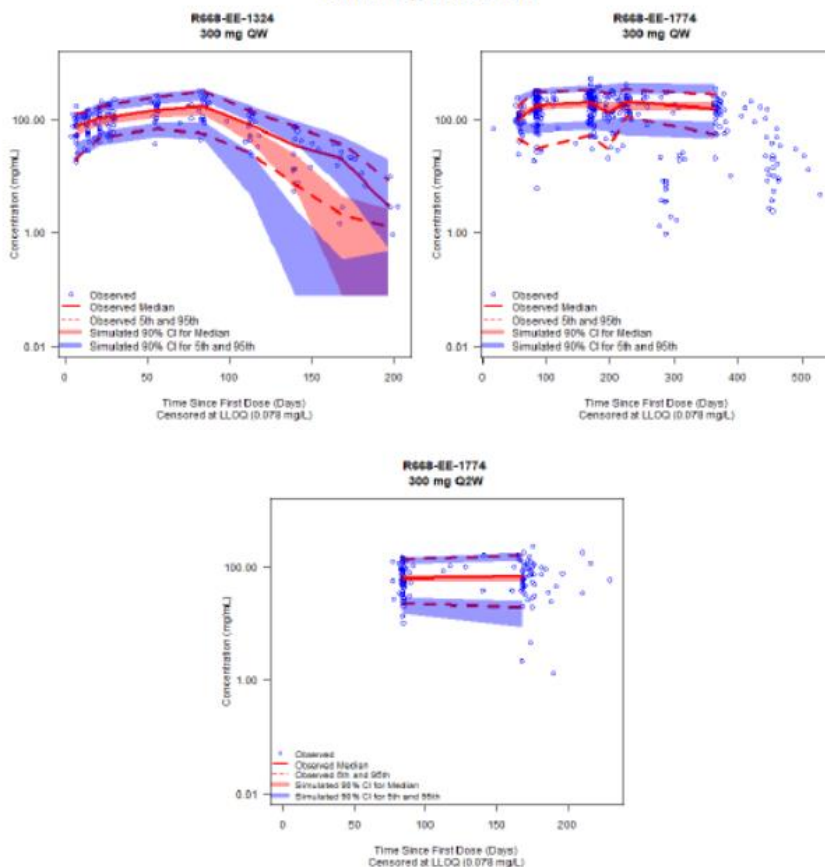 R668-EE-1324
300 mg QW
100.00
1.00
0.01
Concentration (mg/mL)
Observed
Observed Median
Observed 5th and 95th
Simulated 90% CI for Median
Simulated 90% CI for 5th and 95th
0 50 100 150 200
Time Since First Dose (Days)
Censored at LLOQ (0.078 mg/L)
R668-EE-1774
300 mg QW
100.00
1.00
0.01
Concentration (mg/mL)
Observed
Observed Median
Observed 5th and 95th
Simulated 90% CI for Median
Simulated 90% CI for 5th and 95th
0 100 200 300 400 500
Time Since First Dose (Days)
Censored at LLOQ (0.078 mg/L)
R668-EE-1774
300 mg Q2W
100.00
1.00
0.01
Concentration (mg/mL)
Observed
Observed Median
Observed 5th and 95th
Simulated 90% CI for Median
Simulated 90% CI for 5th and 95th
0 50 100 150 200
Time Since First Dose (Days)
Censored at LLOQ (0.078 mg/L)